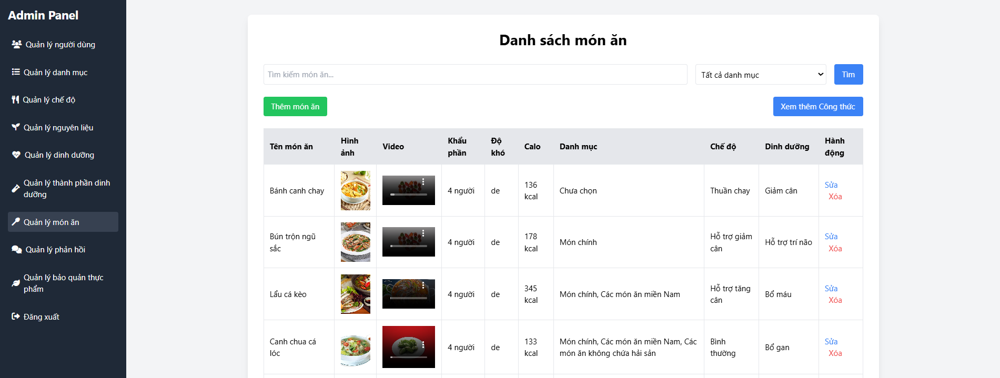 Admin Panel
Quản lý người dùng
Quản lý danh mục
Quản lý chế độ
Quản lý nguyên liệu
Quản lý dinh dưỡng
Quản lý thành phần dinh
dưỡng
Quản lý món ăn
Quản lý phản hồi
Quản lý bảo quản thực
phẩm
Đăng xuất
Danh sách món ăn
Tìm kiếm món ăn...
Tất cả danh mục
Tìm
Thêm món ăn
Xem thêm Công thức
Tên món ăn
Hình
ảnh
Video
Khẩu
phần
Độ
khó
Calo
Danh mục
Chế độ
Dinh dưỡng
Hành
động
Bánh canh chay
4 người
de
136
kcal
Chưa chọn
Thuần chay
Giảm cân
Sửa
Xóa
Bún trộn ngũ
sắc
4 người
de
178
kcal
Món chính
Hỗ trợ giảm
cân
Hỗ trợ trí não
Sửa
Xóa
Lẩu cá kèo
4 người
de
345
kcal
Món chính, Các món ăn miền Nam
Hỗ trợ tăng
cân
Bổ máu
Sửa
Xóa
Canh chua cá
lóc
4 người
de
133
kcal
Món chính, Các món ăn miền Nam, Các
món ăn không chứa hải sản
Bình
thường
Bổ gan
Sửa
Xóa